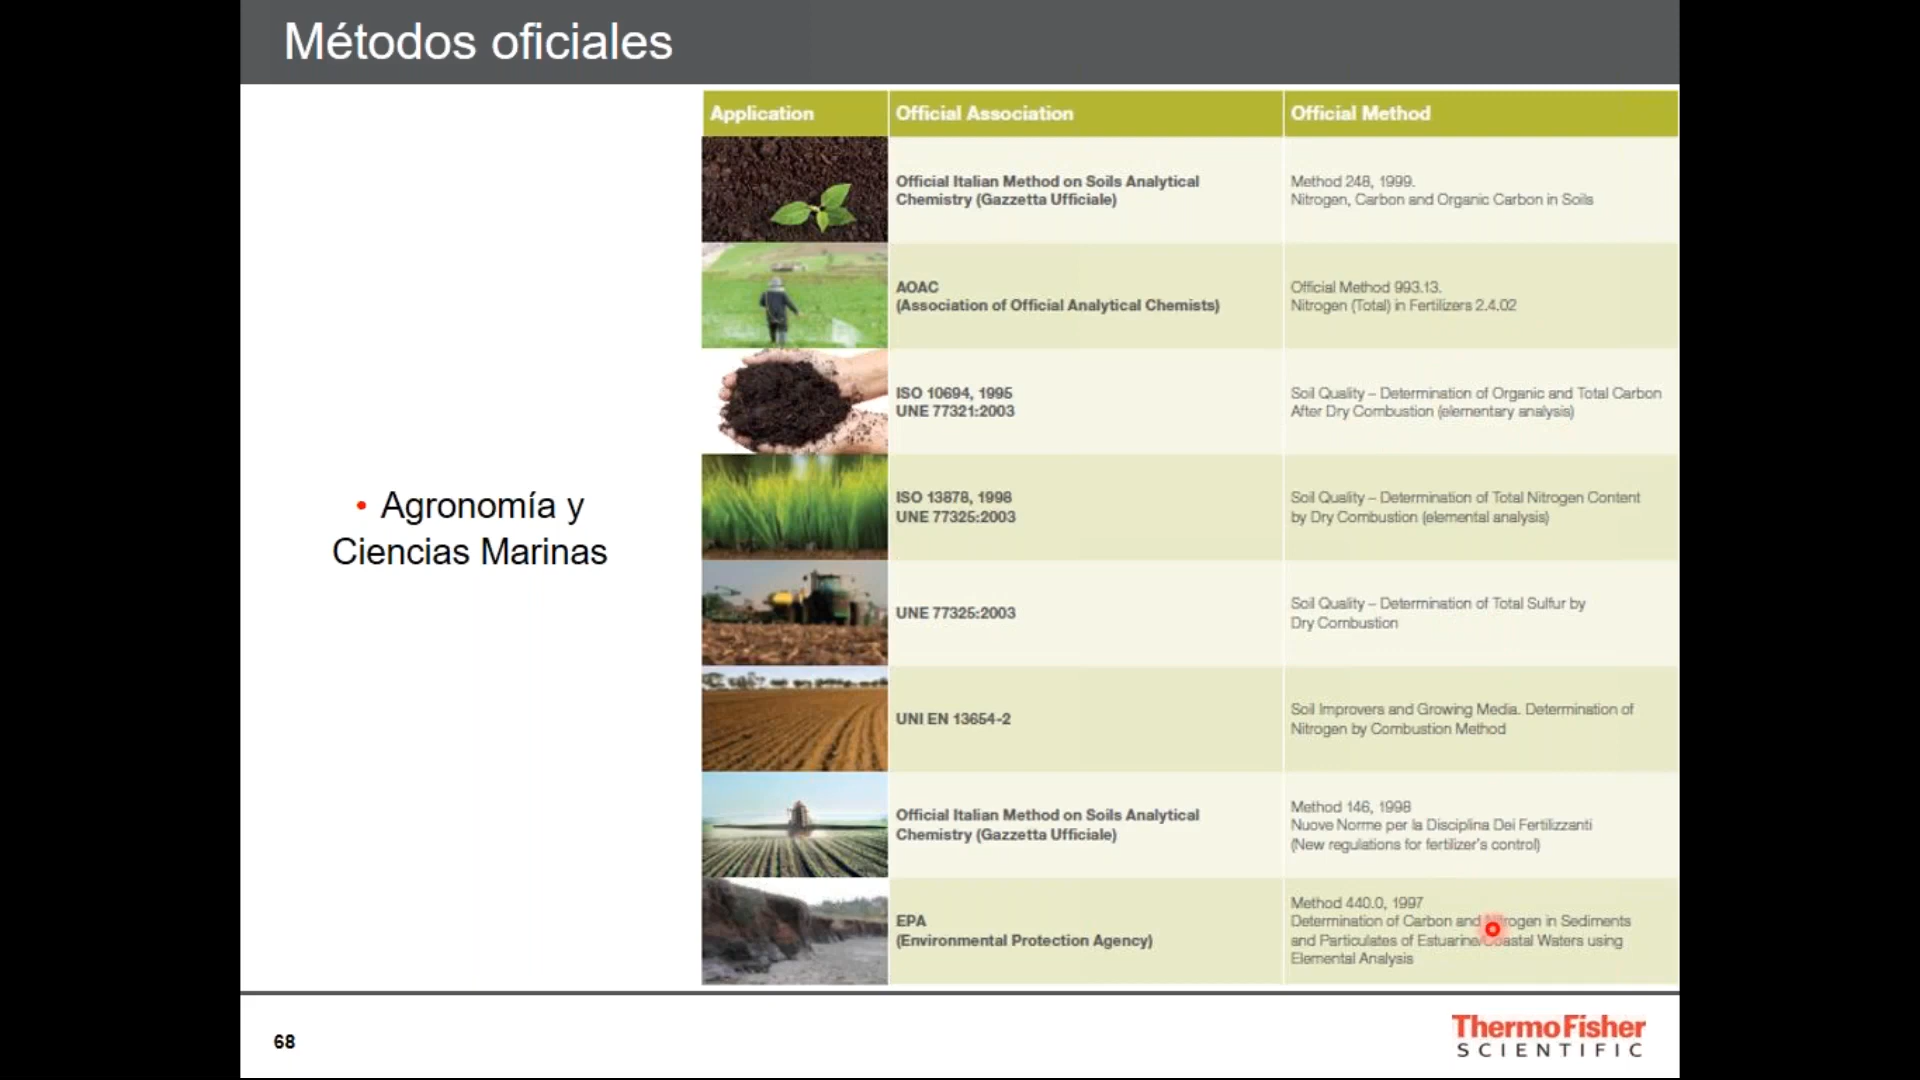 Métodos oficiales
Application
Official Association
Official Method
Official Italian Method on Soils Analytical
Chemistry (Gazzetta Ufficiale)
Method 248, 1999.
Nitrogen, Carbon and Organic Carbon in Soils
AOAC
(Association of Official Analytical Chemists)
Official Method 993.13.
Nitrogen (Total) in Fertilizers 2.4.02
ISO 10694, 1995
UNE 77321:2003
Soil Quality – Determination of Organic and Total Carbon
After Dry Combustion (elementary analysis)
• Agronomía y
Ciencias Marinas
ISO 13878, 1998
UNE 77325:2003
Soil Quality – Determination of Total Nitrogen Content
by Dry Combustion (elemental analysis)
UNE 77325:2003
Soil Quality – Determination of Total Sulfur by
Dry Combustion
UNI EN 13654-2
Soil Improvers and Growing Media. Determination of
Nitrogen by Combustion Method
Official Italian Method on Soils Analytical
Chemistry (Gazzetta Ufficiale)
Method 146, 1998
Nuove Norme per la Disciplina Dei Fertilizzanti
(New regulations for fertilizer's control)
EPA
(Environmental Protection Agency)
Method 440.0, 1997
Determination of Carbon and Nitrogen in Sediments
and Particulates of Estuarine/Coastal Waters using
Elemental Analysis
68
ThermoFisher
SCIENTIFIC